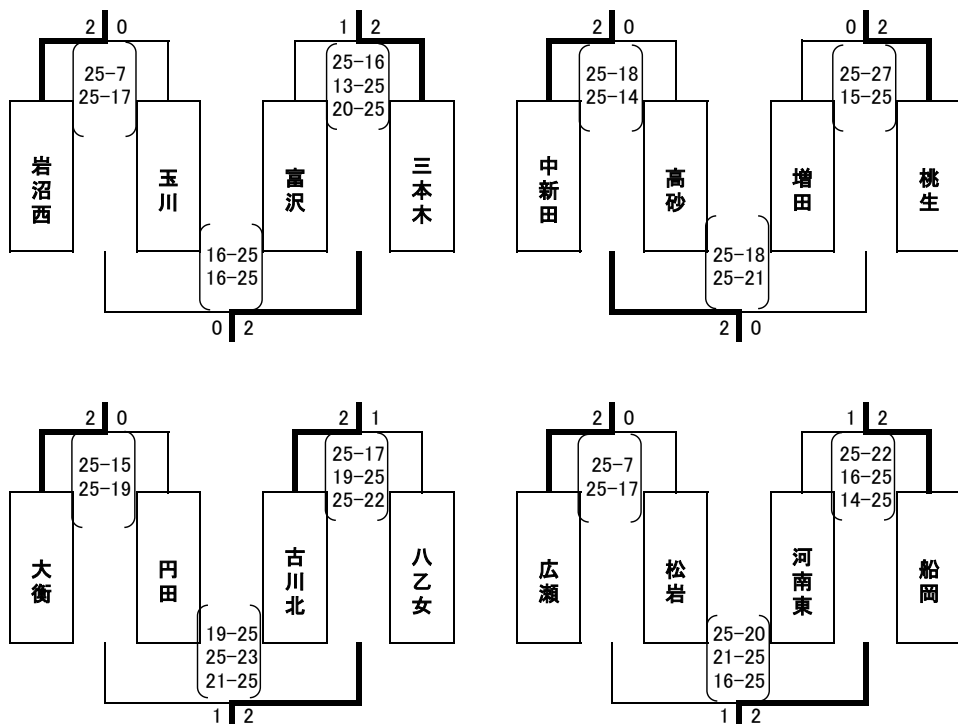 2 0
25-7
25-17
1 2
25-16
13-25
20-25
岩沼西
玉川
富沢
三本木
16-25
16-25
0 2
2 0
25-18
25-14
0 2
25-27
15-25
中新田
高砂
増田
桃生
25-18
25-21
2 0
2 0
25-15
25-19
2 1
25-17
19-25
25-22
大衡
円田
古川北
八乙女
19-25
25-23
21-25
1 2
2 0
25-7
25-17
1 2
25-22
16-25
14-25
広瀬
松岩
河南東
船岡
25-20
21-25
16-25
1 2